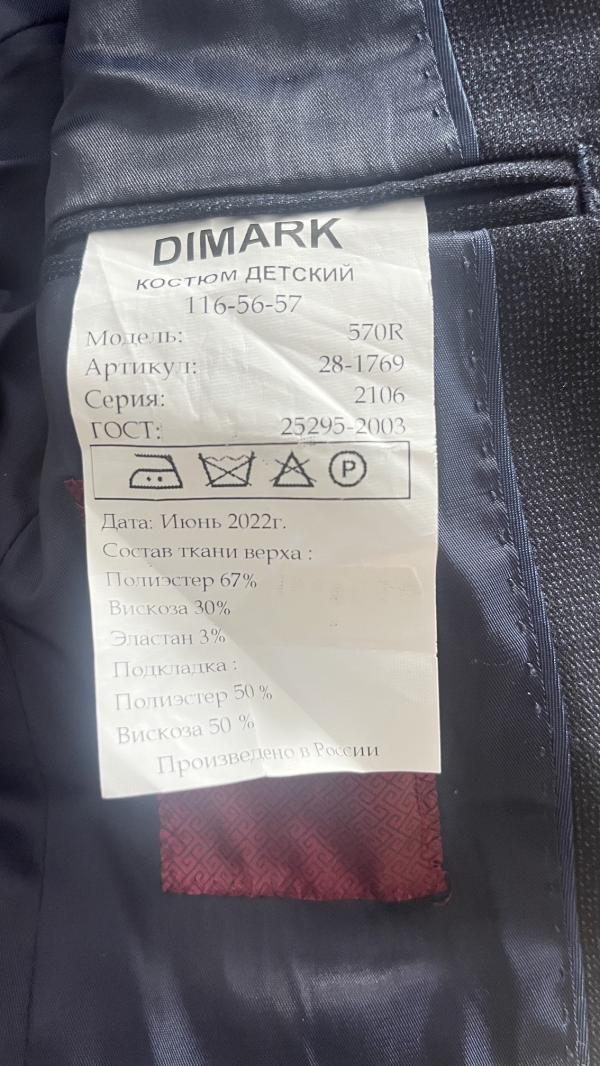 DIMARK
КОСТЮМ ДЕТСКИЙ
116-56-57
Модель: 570R
Артикул: 28-1769
Серия: 2106
ГОСТ: 25295-2003
P
Дата: Июнь 2022г.
Состав ткани верха :
Полиэстер 67%
Вискоза 30%
Эластан 3%
Подкладка :
Полиэстер 50 %
Вискоза 50 %
Произведено в России